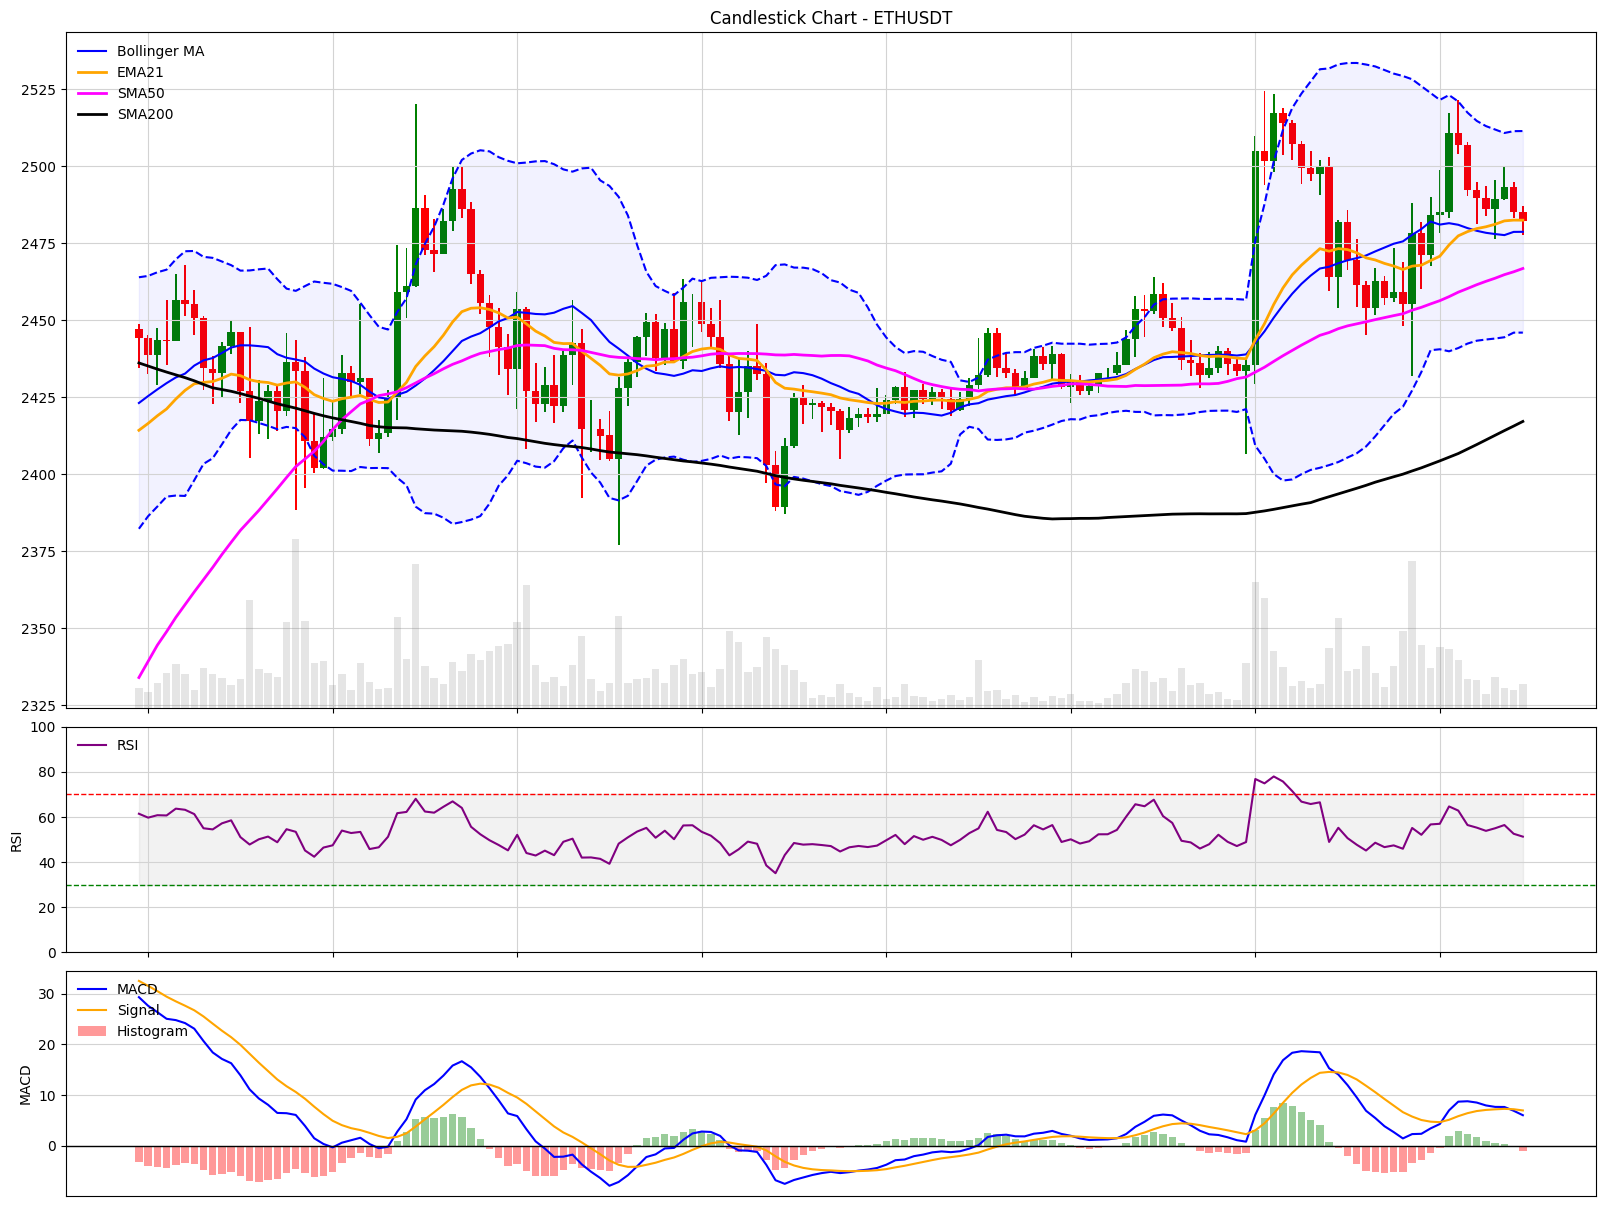 Candlestick Chart - ETHUSDT
Bollinger MA
EMA21
SMA50
SMA200
2525
2500
2475
2450
2425
2400
2375
2350
2325
100
80
60
40
20
0
RSI
RSI
30
20
10
0
MACD
MACD
Signal
Histogram